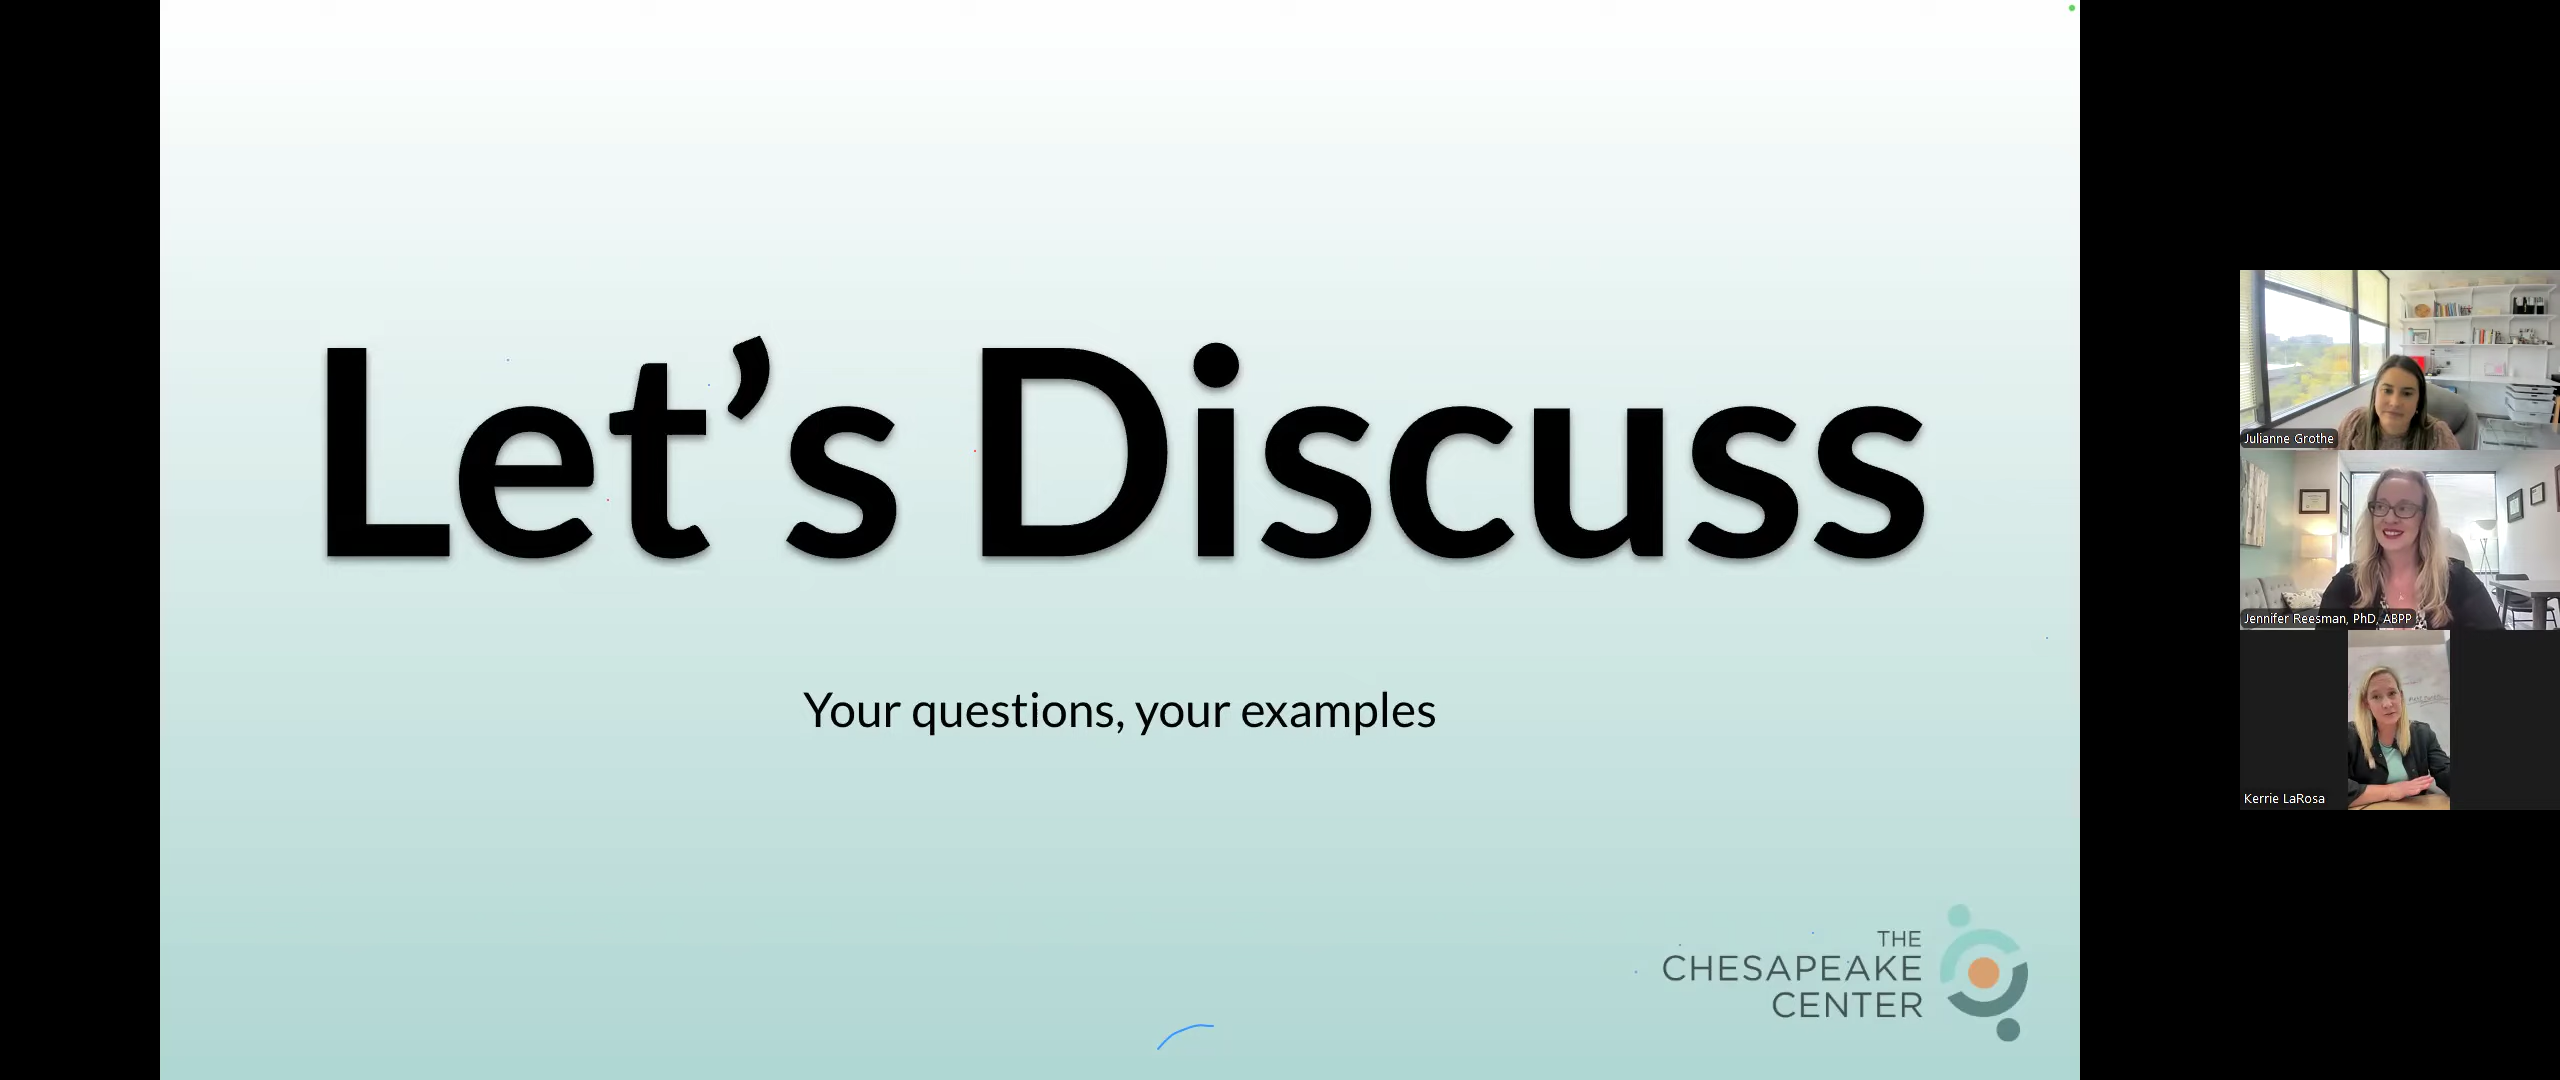 Let’s Discuss
Your questions, your examples
THE
CHESAPEAKE
CENTER
Julianne Grothe
Jennifer Reesman, PhD, ABPP
Kerrie LaRosa